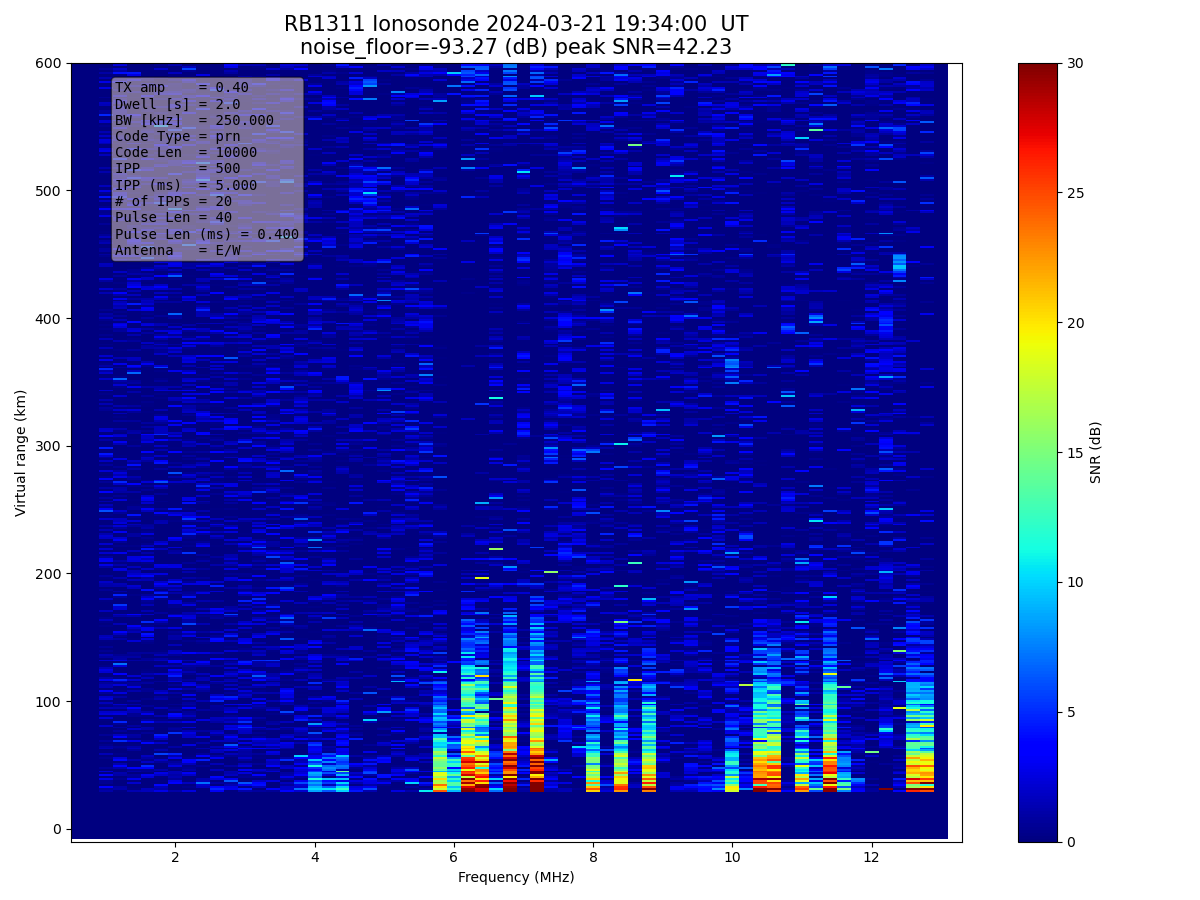 RB1311 Ionosonde 2024-03-21 19:34:00  UT
noise_floor=-93.27 (dB) peak SNR=42.23
TX amp    = 0.40
Dwell [s] = 2.0
BW [kHz]  = 250.000
Code Type = prn
Code Len  = 10000
IPP       = 500
IPP (ms)  = 5.000
# of IPPs = 20
Pulse Len = 40
Pulse Len (ms) = 0.400
Antenna   = E/W
600
500
400
300
200
100
0
Virtual range (km)
2 4 6 8 10 12
Frequency (MHz)
30
25
20
15
10
5
0
SNR (dB)